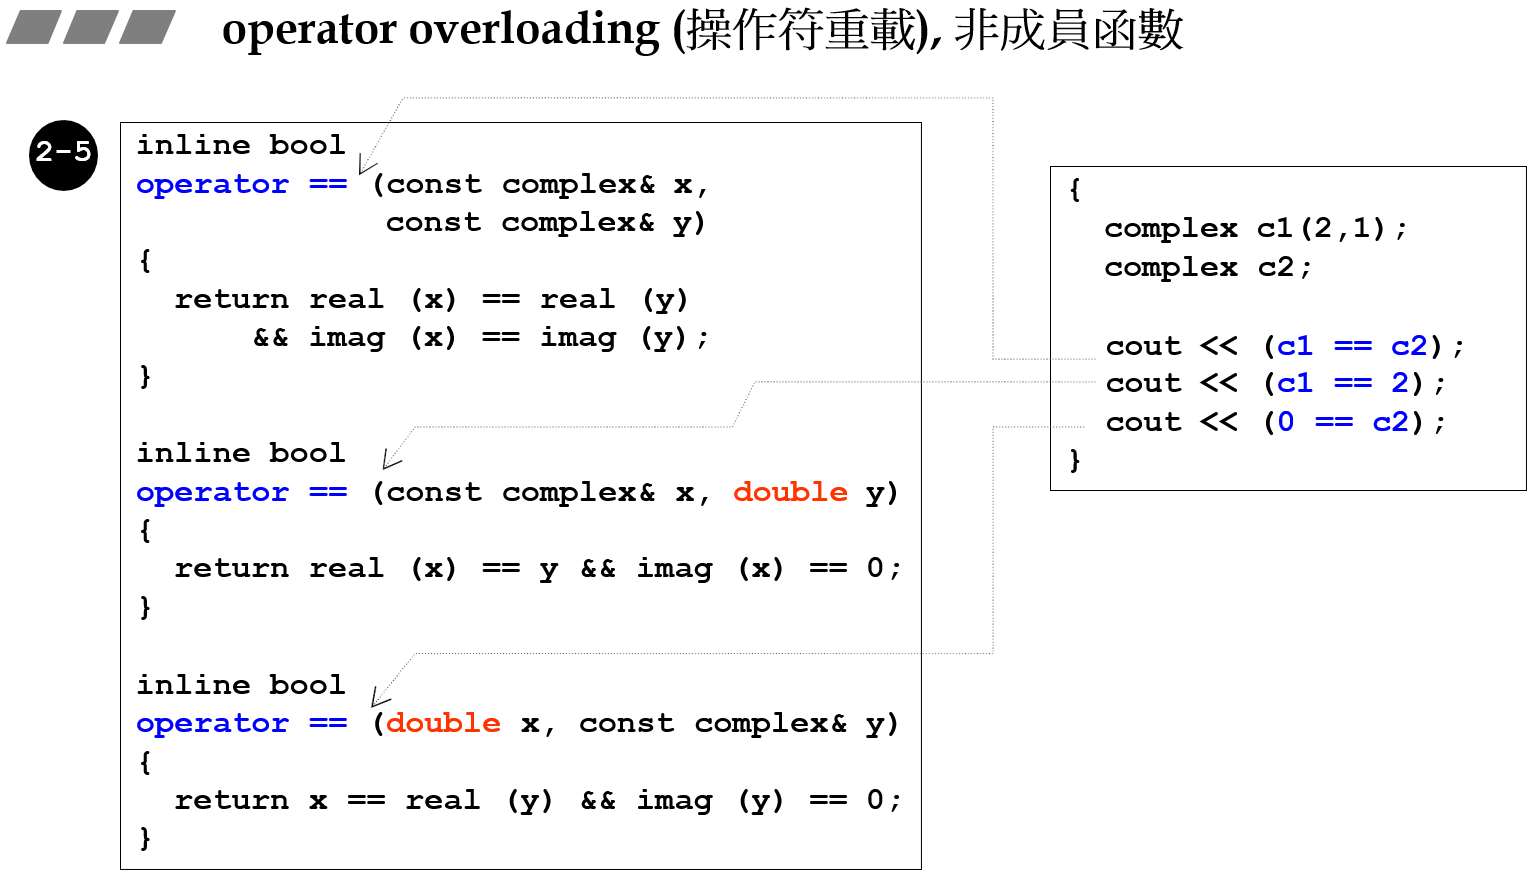 operator overloading (操作符重載), 非成員函數
2-5
inline bool
operator == (const complex& x,
const complex& y)
{
return real (x) == real (y)
&& imag (x) == imag (y);
}
inline bool
operator == (const complex& x, double y)
{
return real (x) == y && imag (x) == 0;
}
inline bool
operator == (double x, const complex& y)
{
return x == real (y) && imag (y) == 0;
}
{
complex c1(2,1);
complex c2;
cout << (c1 == c2);
cout << (c1 == 2);
cout << (0 == c2);
}